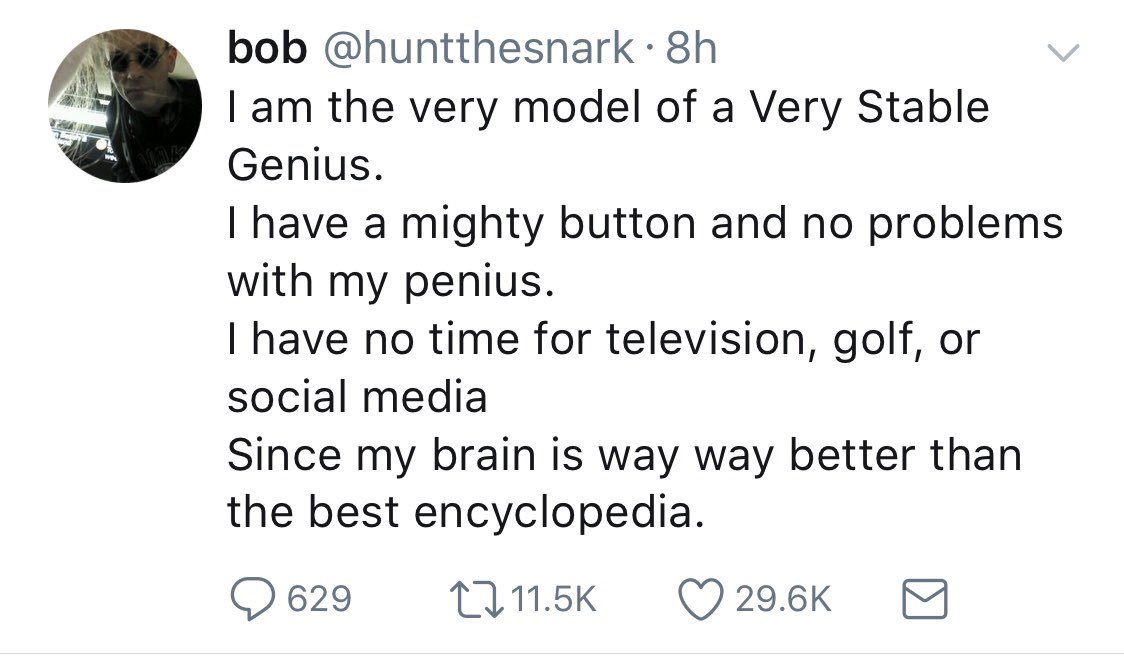 bob @huntthesnark · 8h
I am the very model of a Very Stable
Genius.
I have a mighty button and no problems
with my penius.
I have no time for television, golf, or
social media
Since my brain is way way better than
the best encyclopedia.
629 11.5K 29.6K